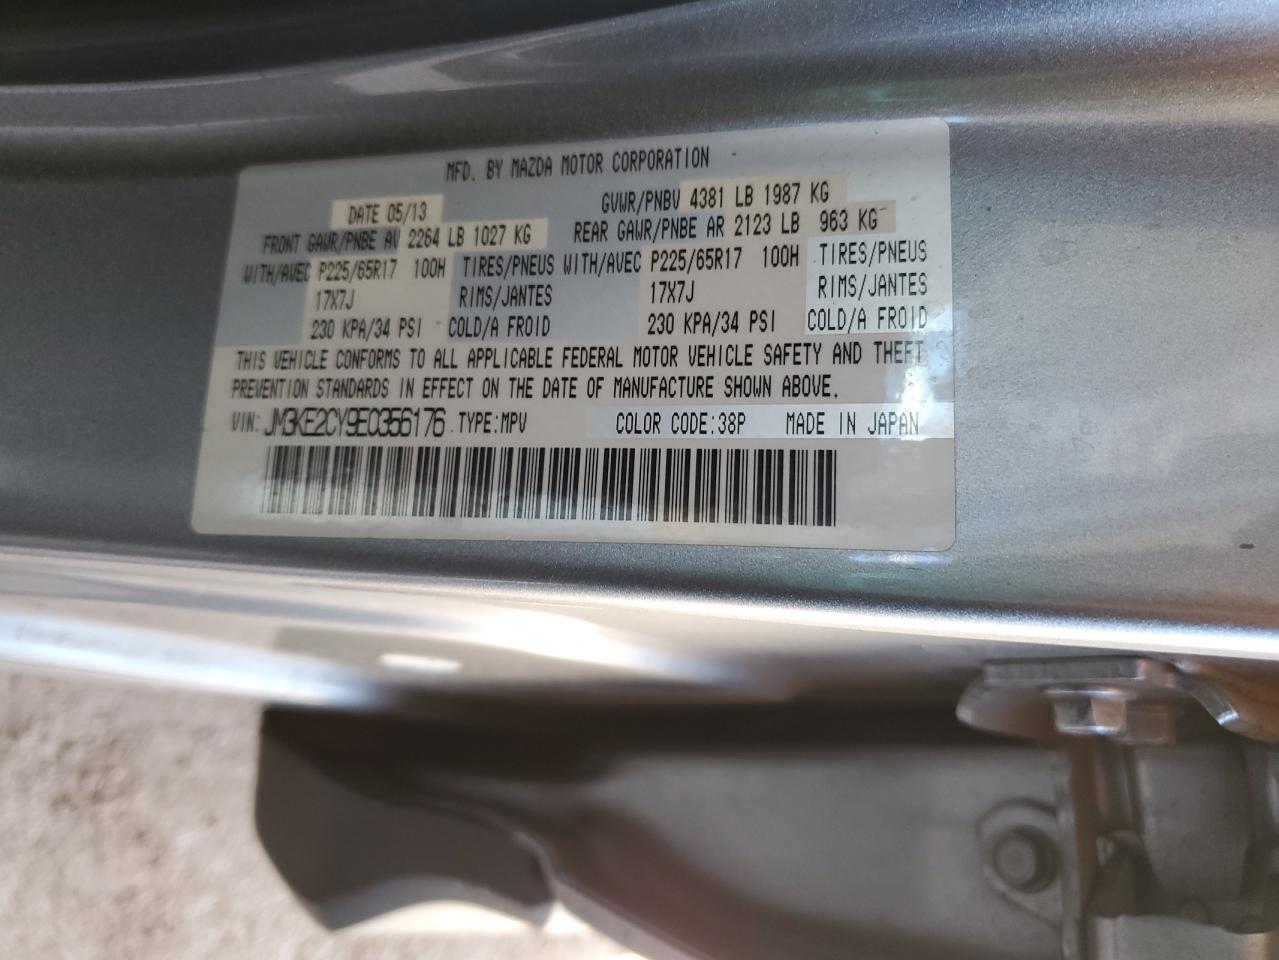 MFD. BY MAZDA MOTOR CORPORATION
DATE 05/13 GVWR/PNBV 4381 LB 1987 KG
FRONT GAWR/PNBE AV 2264 LB 1027 KG REAR GAWR/PNBE AR 2123 LB 963 KG
WITH/AVEC P225/65R17 100H TIRES/PNEUS WITH/AVEC P225/65R17 100H TIRES/PNEUS
17X7J RIMS/JANTES 17X7J RIMS/JANTES
230 KPA/34 PSI COLD/A FROID 230 KPA/34 PSI COLD/A FROID
THIS VEHICLE CONFORMS TO ALL APPLICABLE FEDERAL MOTOR VEHICLE SAFETY AND THEFT
PREVENTION STANDARDS IN EFFECT ON THE DATE OF MANUFACTURE SHOWN ABOVE.
VIN: JM3KE2CY9E0356176 TYPE:MPV COLOR CODE:38P MADE IN JAPAN